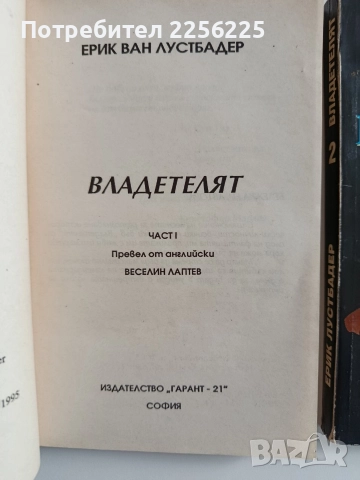 Потребител 2256225
ЕРИК ВАН ЛУСТБАДЕР
ВЛАДЕТЕЛЯТ
ЧАСТ I
Превел от английски
ВЕСЕЛИН ЛАПТЕВ
ИЗДАТЕЛСТВО „ГАРАНТ - 21"
СОФИЯ
1995
ЕРИК ЛУСТБАДЕР 2 ВЛАДЕТЕЛЯТ
bazar